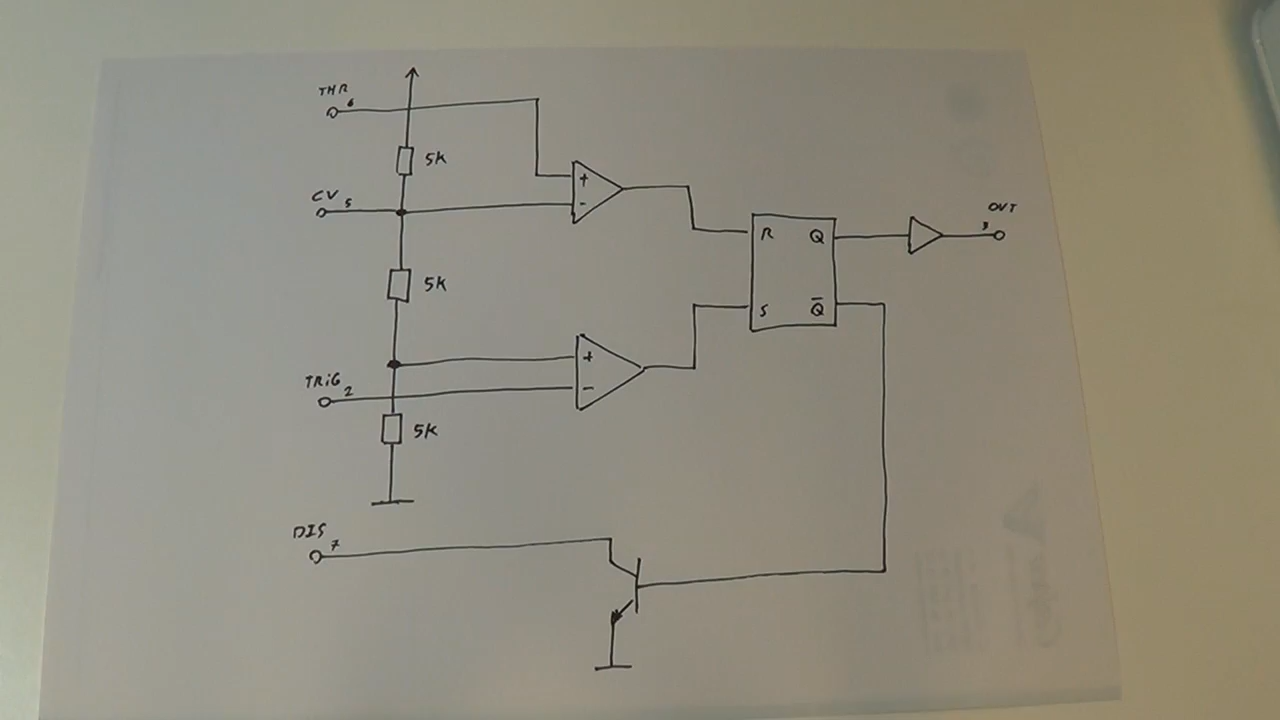 THR 6
5K
CV 5
+
-
R Q
OUT 3
5K
S Q̅
+
-
TRiG 2
5K
DIS 7